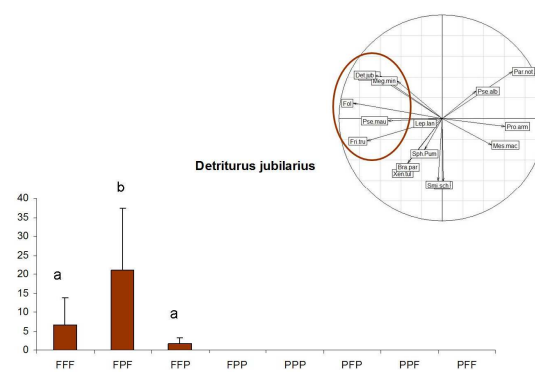 Det.jub
Meg.min
Fol
Pse.mau
Lep.lan
Fri.tru
Sph.Pum
Bra.par
Xen.tul
Smi.sch
Par.not
Pse.alb
Pro.arm
Mes.mac
Detriturus jubilarius
40
35
30
25
20
15
10
5
0
a
b
a
FFF FPF FFP FPP PPP PFP PPF PFF